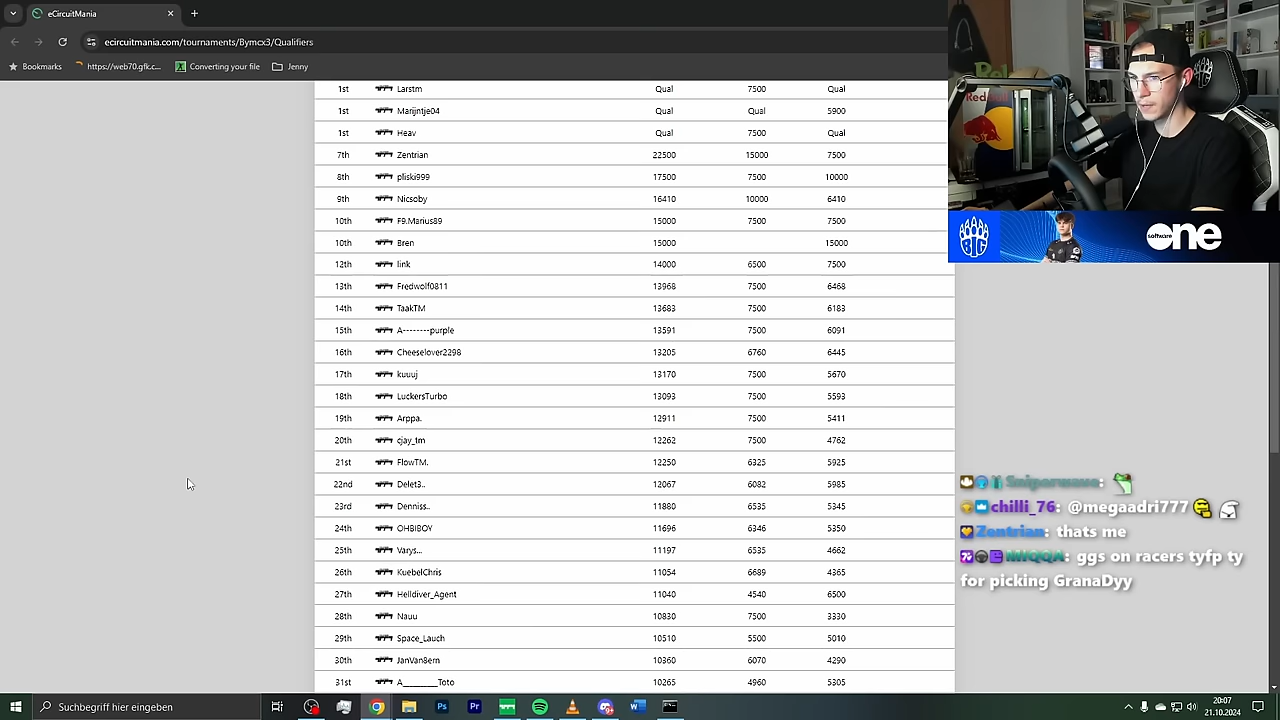 eCircuitMania
ecircuitmania.com/tournaments/Bymcx3/Qualifiers
Bookmarks https://web70.gfk.c... Converting your file Jenny
1st Larstm Qual 7500 Qual
1st Marijntje04 Qual Qual 5900
1st Heav Qual 7500 Qual
7th Zentrian 22500 15000 7500
8th pliski999 17500 7500 10000
9th Nicsoby 16410 10000 6410
10th F9.Marius89 15000 7500 7500
10th Bren 15000 15000
12th link 14000 6500 7500
13th Fredwolf0811 13968 7500 6468
14th TaakTM 13683 7500 6183
15th A--------purple 13591 7500 6091
16th Cheeselover2298 13205 6760 6445
17th kuuuj 13170 7500 5670
18th LuckersTurbo 13093 7500 5593
19th Arppa. 12911 7500 5411
20th cjay_tm 12262 7500 4762
21st FlowTM. 12250 6325 5925
22nd Delet3.. 12067 6082 5985
23rd Denniss.. 11880 6535 5345
24th OHBIBOY 11696 6346 5350
25th Varys... 11197 6535 4662
26th KuebelChris 11054 6689 4365
27th Helldiver_Agent 11040 4540 6500
28th Nauu 10830 7500 3330
29th Space_Lauch 10510 5500 5010
30th JanVan8ern 10360 6070 4290
31st A________Toto 10265 4960 5305
Red Bull
BIG
software one
Sniperwave:
chilli_76: @megaadri777
Zentrian: thats me
ggs on racers tyfp ty
for picking GranaDyy
Suchbegriff hier eingeben
20:07
21.10.2024